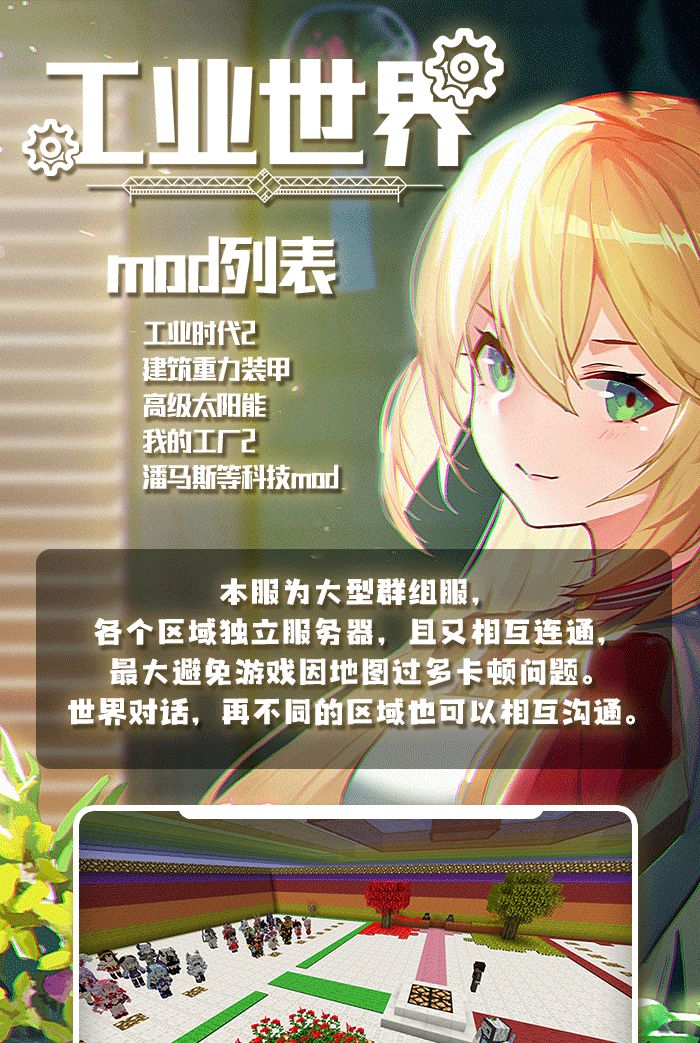 工业世界
mod列表
工业时代2
建筑重力装甲
高级太阳能
我的工厂2
潘马斯等科技mod
本服为大型群组服，
各个区域独立服务器，且又相互连通，
最大避免游戏因地图过多卡顿问题。
世界对话，再不同的区域也可以相互沟通。